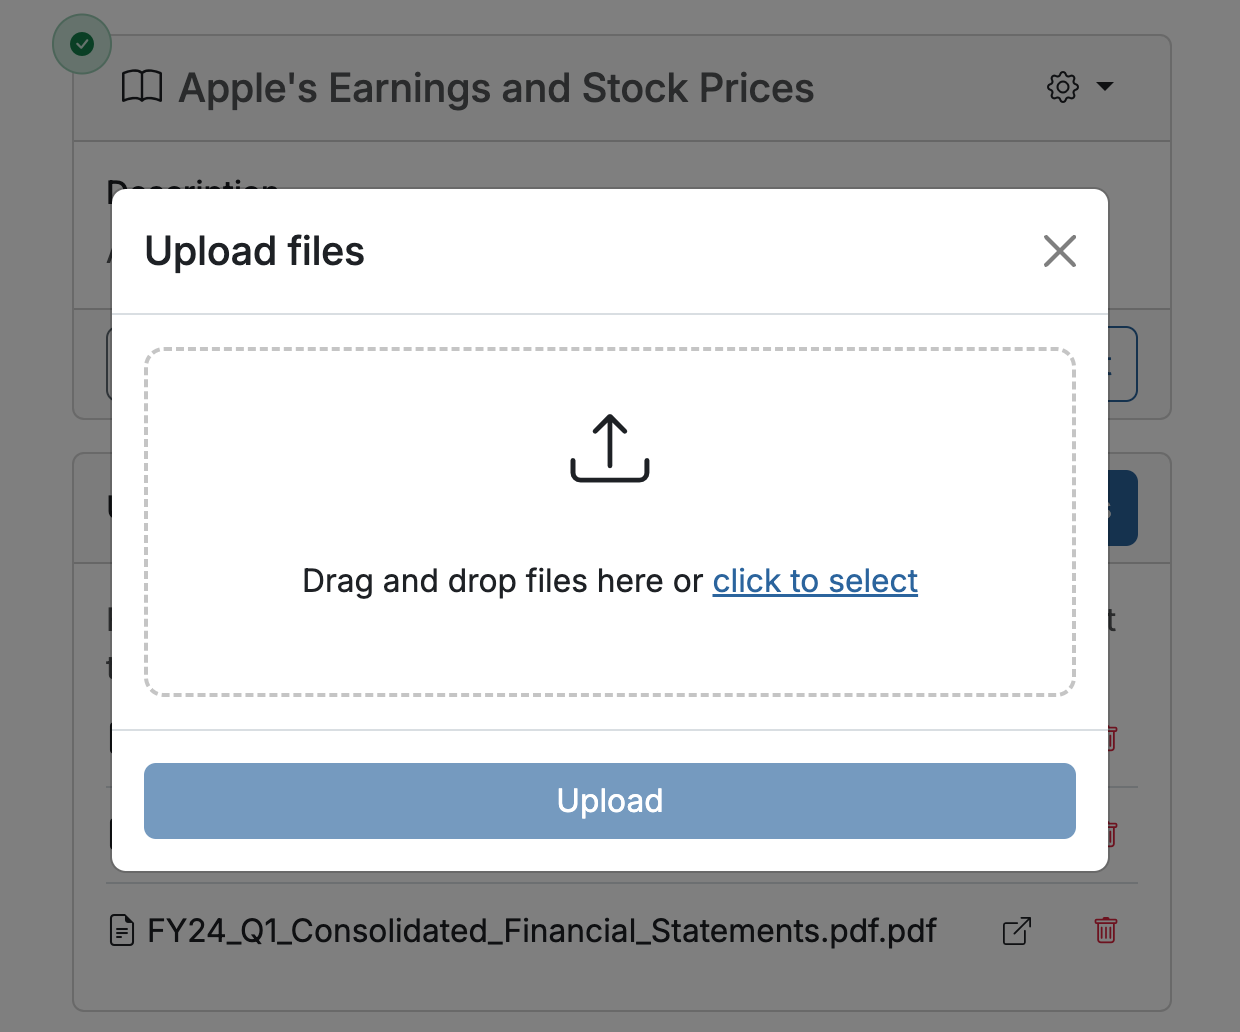 Apple's Earnings and Stock Prices
Description
Upload files
Drag and drop files here or click to select
Upload
FY24_Q1_Consolidated_Financial_Statements.pdf.pdf